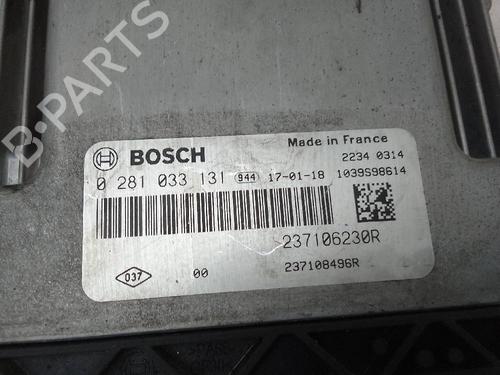 B-PARTS
Made in France
BOSCH
2234 0314
0 281 033 131 944 17-01-18 1039S98614
237106230R
037 00 237108496R